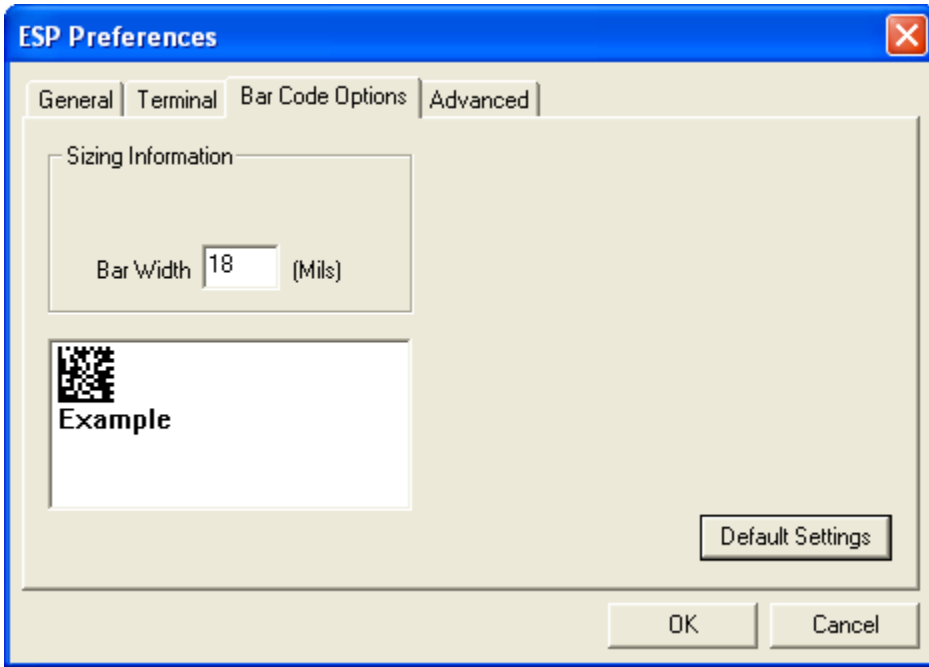 ESP Preferences
General Terminal Bar Code Options Advanced
Sizing Information
Bar Width 18 (Mils)
Example
Default Settings
OK Cancel